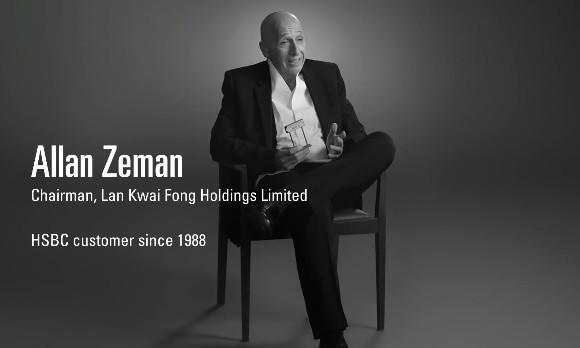 Allan Zeman
Chairman, Lan Kwai Fong Holdings Limited
HSBC customer since 1988